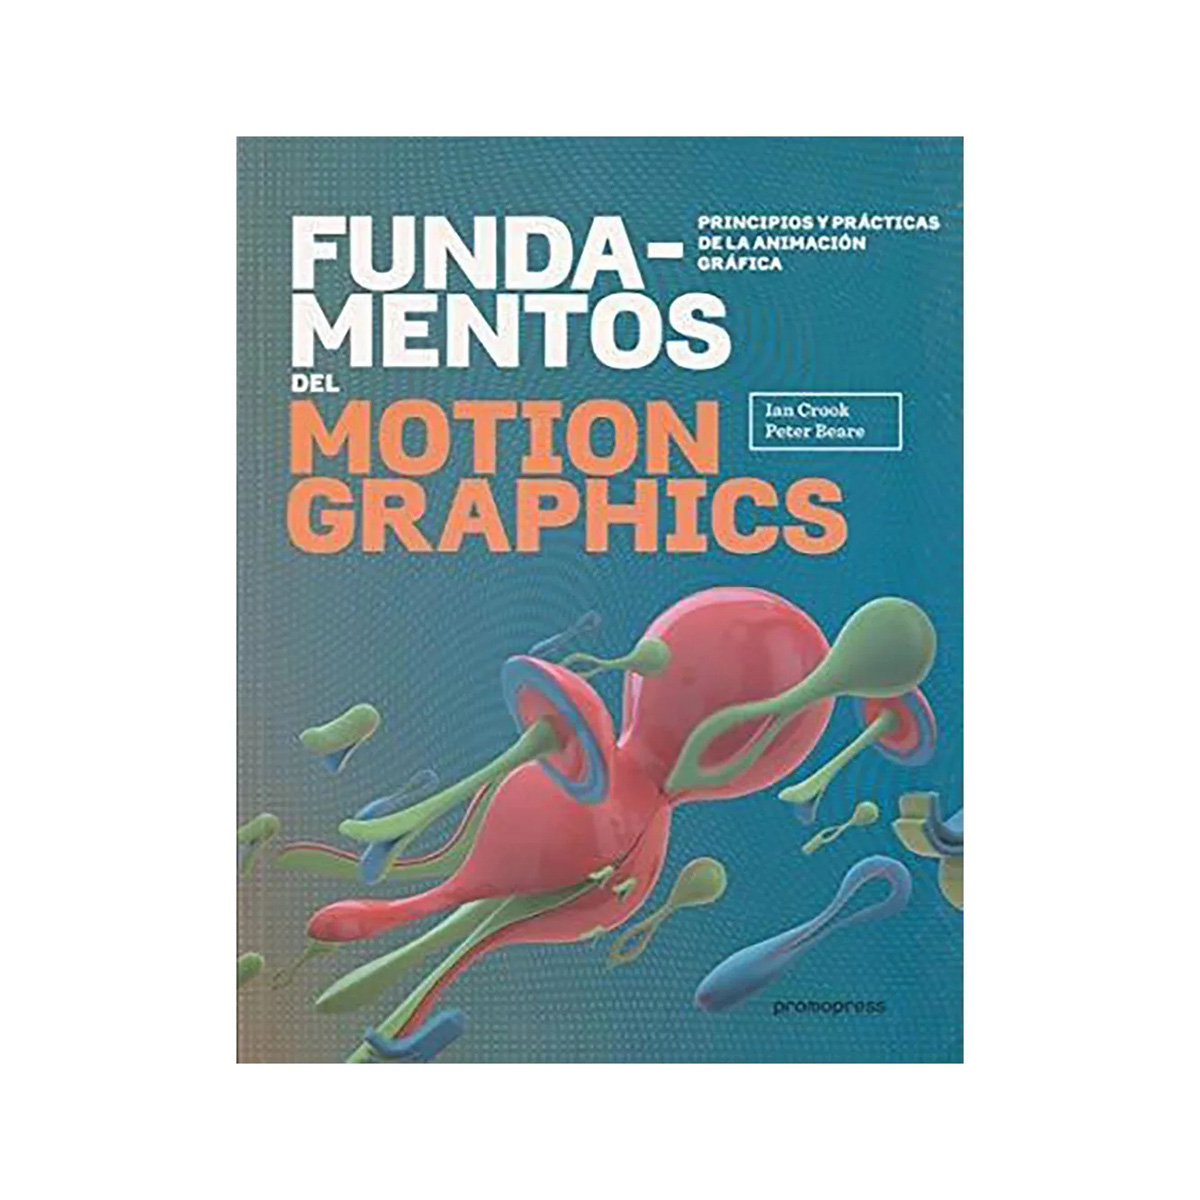 FUNDA-
MENTOS
DEL
MOTION
GRAPHICS
PRINCIPIOS Y PRÁCTICAS
DE LA ANIMACIÓN
GRÁFICA
Ian Crook
Peter Beare
promopress